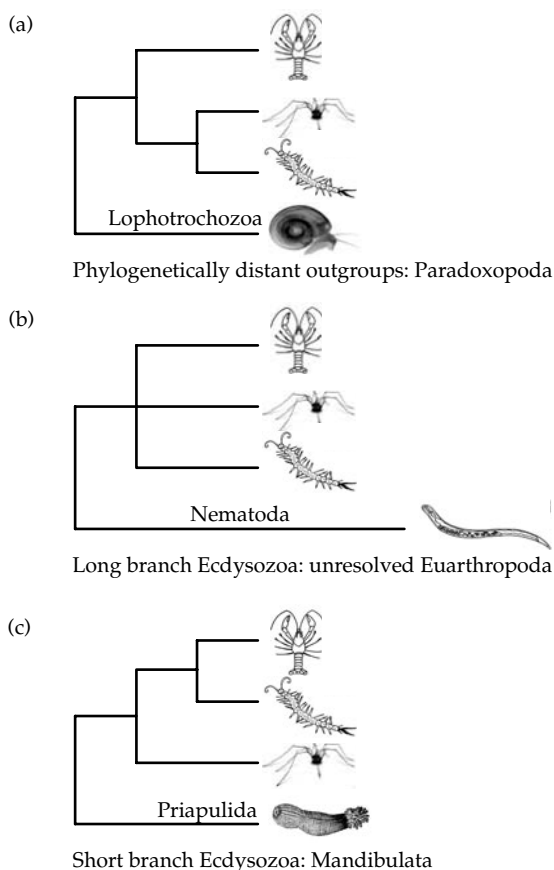 (a)
Lophotrochozoa
Phylogenetically distant outgroups: Paradoxopoda
(b)
Nematoda
Long branch Ecdysozoa: unresolved Euarthropoda
(c)
Priapulida
Short branch Ecdysozoa: Mandibulata